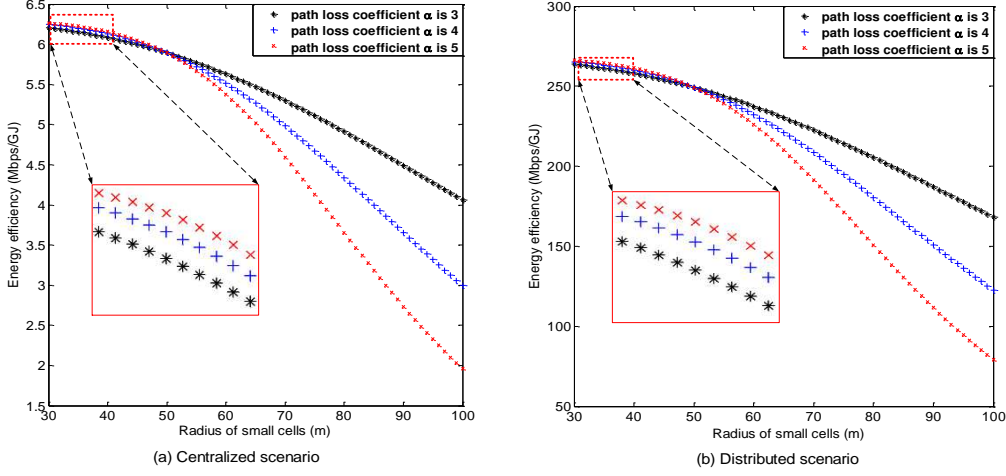 6.5
6
5.5
5
4.5
4
3.5
3
2.5
2
1.5
Energy efficiency (Mbps/GJ)
path loss coefficient α is 3
path loss coefficient α is 4
path loss coefficient α is 5
30 40 50 60 70 80 90 100
Radius of small cells (m)
(a) Centralized scenario
300
250
200
150
100
50
Energy efficiency (Mbps/GJ)
path loss coefficient α is 3
path loss coefficient α is 4
path loss coefficient α is 5
30 40 50 60 70 80 90 100
Radius of small cells (m)
(b) Distributed scenario